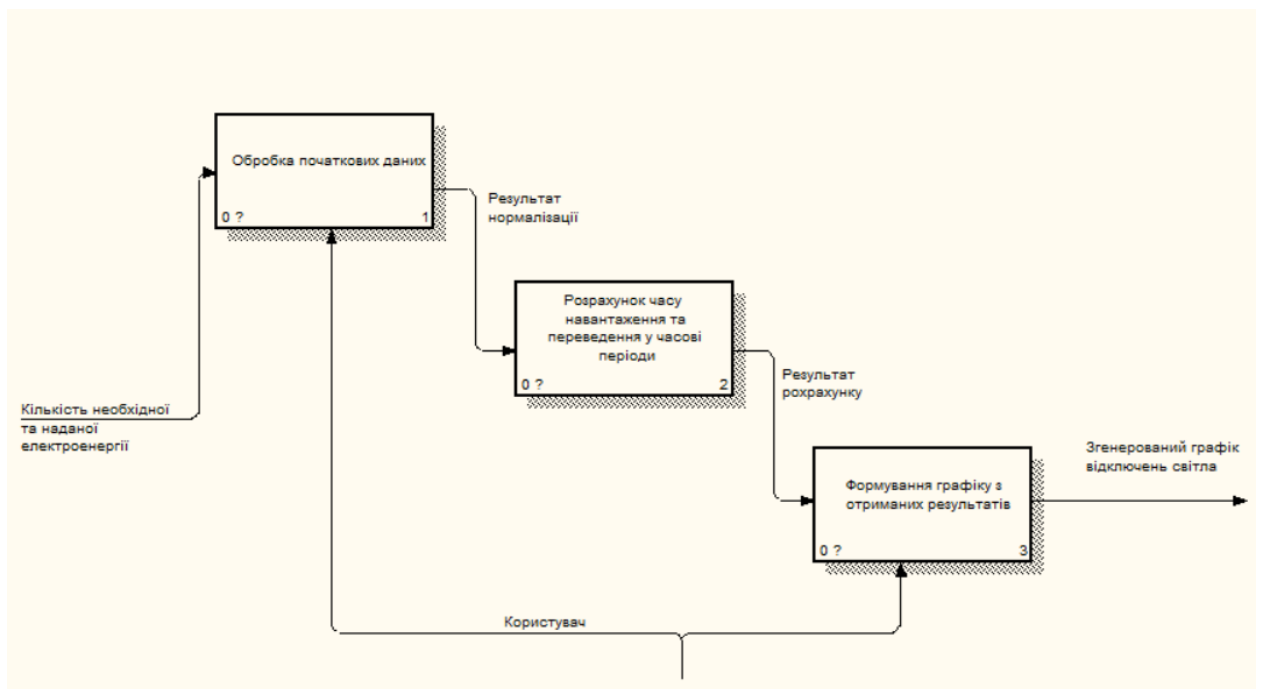 Обробка початкових даних
0 ?
1
Результат
нормалізації
Розрахунок часу
навантаження та
переведення у часові
періоди
0 ?
2
Результат
рохрахунку
Кількість необхідної
та наданої
електроенергії
Згенерований графік
відключень світла
Формування графіку з
отриманих результатів
0 ?
3
Користувач